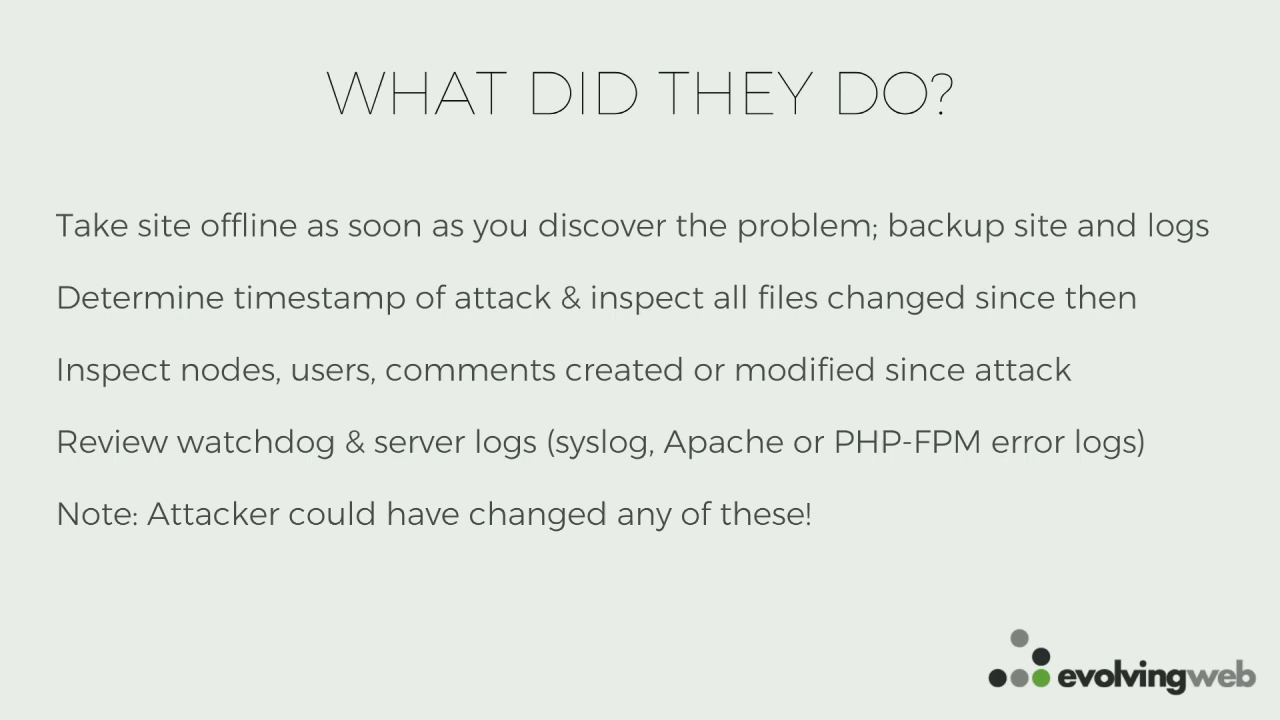 WHAT DID THEY DO?
Take site offline as soon as you discover the problem; backup site and logs
Determine timestamp of attack & inspect all files changed since then
Inspect nodes, users, comments created or modified since attack
Review watchdog & server logs (syslog, Apache or PHP-FPM error logs)
Note: Attacker could have changed any of these!
evolvingweb